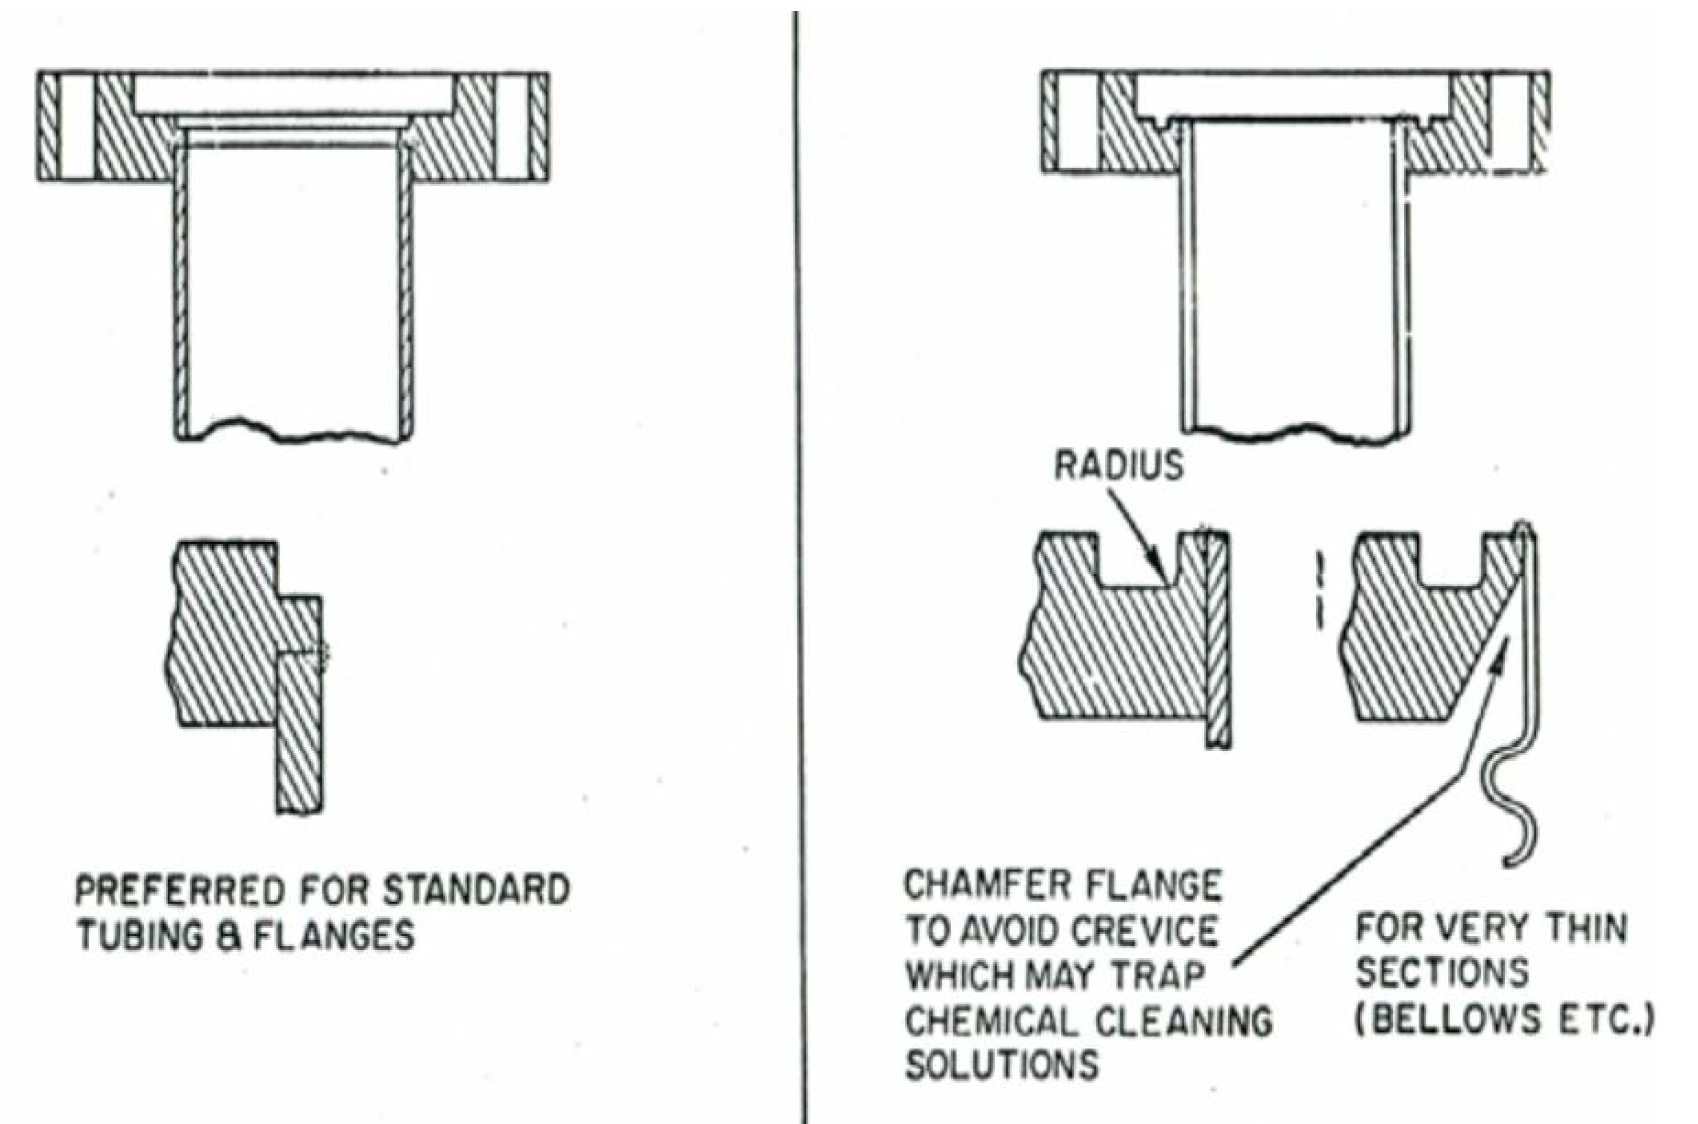 RADIUS
PREFERRED FOR STANDARD
TUBING & FLANGES
CHAMFER FLANGE
TO AVOID CREVICE
WHICH MAY TRAP
CHEMICAL CLEANING
SOLUTIONS
FOR VERY THIN
SECTIONS
(BELLOWS ETC.)